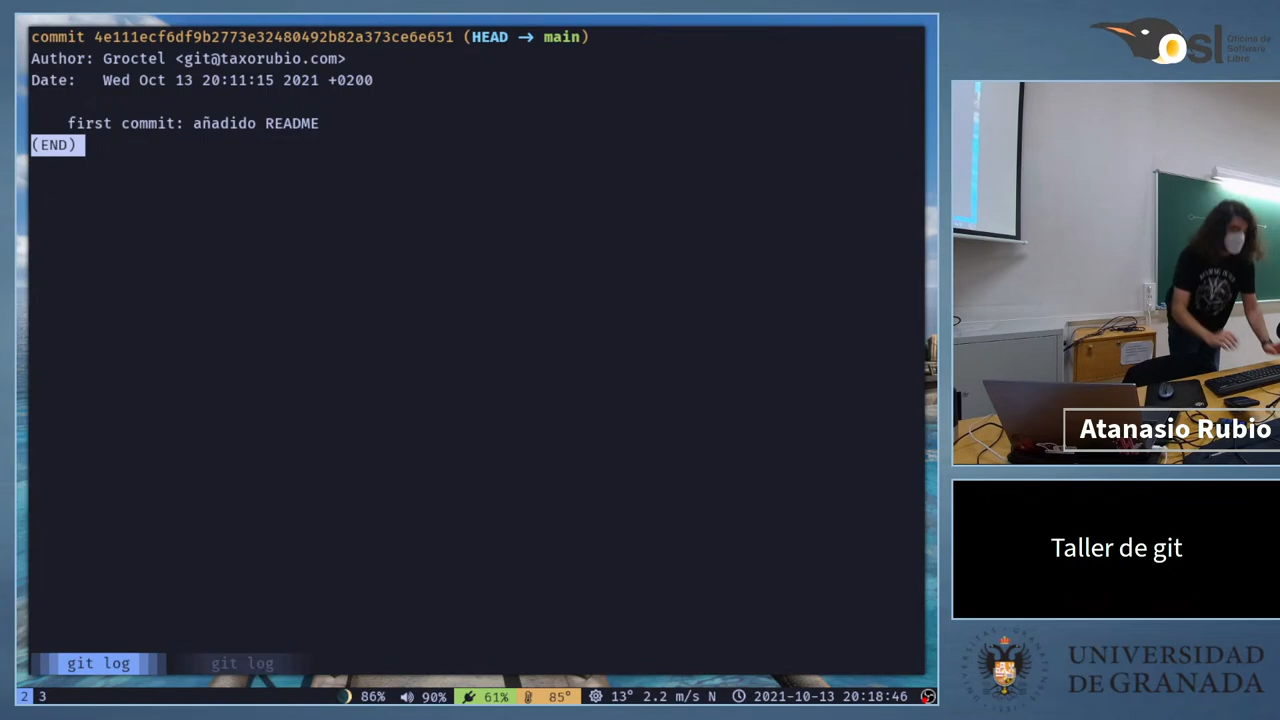 commit 4e111ecf6df9b2773e32480492b82a373ce6e651 (HEAD → main)
Author: Groctel <git@taxorubio.com>
Date:   Wed Oct 13 20:11:15 2021 +0200
first commit: añadido README
(END)
git log
git log
2 3
86%
90%
61%
85°
13° 2.2 m/s N
2021-10-13 20:18:46
osl
Oficina de
Software
Libre
Atanasio Rubio
Taller de git
UNIVERSIDAD
DE GRANADA